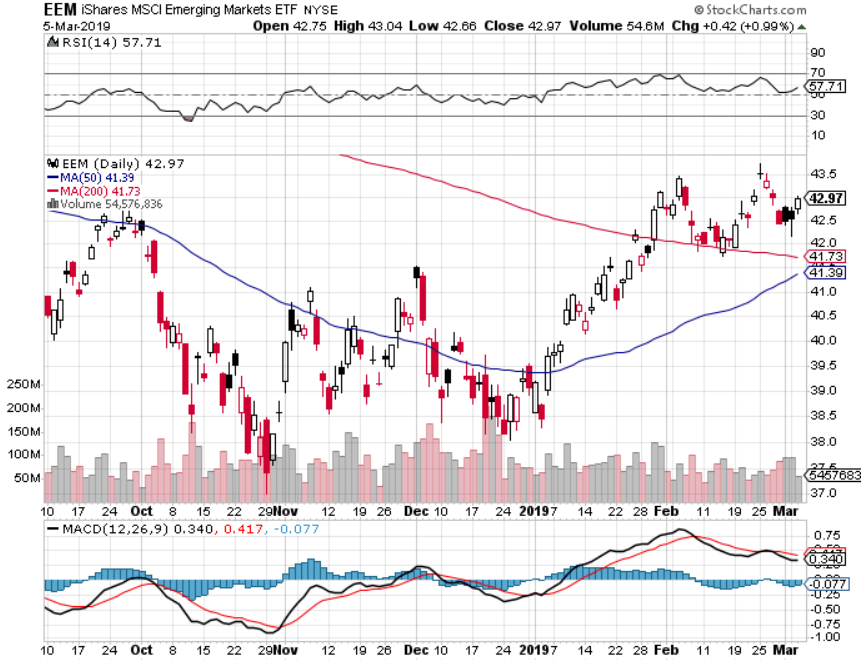 EEM iShares MSCI Emerging Markets ETF NYSE © StockCharts.com
5-Mar-2019 Open 42.75 High 43.04 Low 42.66 Close 42.97 Volume 54.6M Chg +0.42 (+0.99%)
RSI(14) 57.71
90
70
57.71
30
10
EEM (Daily) 42.97
MA(50) 41.39
MA(200) 41.73
Volume 54,576,836
43.5
42.97
42.5
42.0
41.73
41.39
41.0
40.5
40.0
39.5
250M 39.0
200M 38.5
150M 38.0
100M
50M 5457683
37.0
10 17 24 Oct 8 15 22 29 Nov 12 19 26 Dec 10 17 24 2019 7 14 22 28 Feb 11 19 25 Mar
MACD(12,26,9) 0.340, 0.417, -0.077
0.75
0.340
-0.077
-0.25
-0.50
-0.75
-1.00
10 17 24 Oct 8 15 22 29 Nov 12 19 26 Dec 10 17 24 2019 7 14 22 28 Feb 11 19 25 Mar